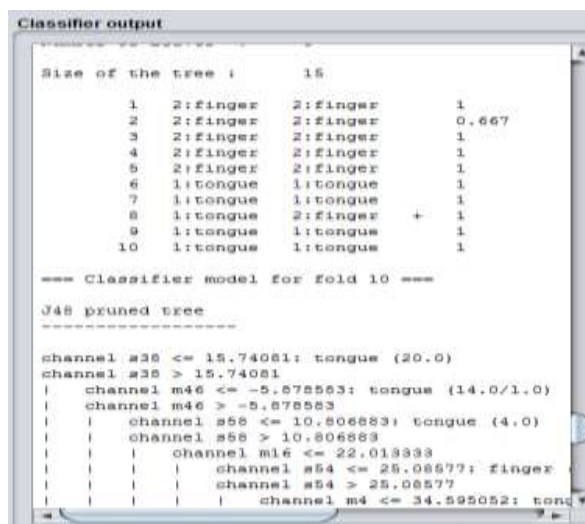 Classifier output
Size of the tree : 15
1 2:finger 2:finger 1
2 2:finger 2:finger 0.667
3 2:finger 2:finger 1
4 2:finger 2:finger 1
5 2:finger 2:finger 1
6 1:tongue 1:tongue 1
7 1:tongue 1:tongue 1
8 1:tongue 2:finger + 1
9 1:tongue 1:tongue 1
10 1:tongue 1:tongue 1
=== Classifier model for fold 10 ===
J48 pruned tree
------------------
channel s38 <= 15.74081: tongue (20.0)
channel s38 > 15.74081
| channel m46 <= -5.878583: tongue (14.0/1.0)
| channel m46 > -5.878583
| | channel s58 <= 10.806883: tongue (4.0)
| | channel s58 > 10.806883
| | | channel m16 <= 22.013333
| | | | channel s54 <= 25.08577: finger
| | | | channel s54 > 25.08577
| | | | | channel m4 <= 34.595052: tong